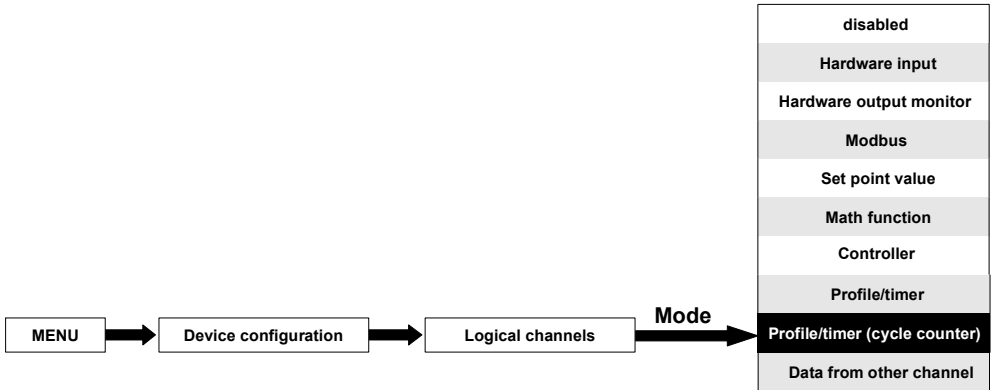 disabled
Hardware input
Hardware output monitor
Modbus
Set point value
Math function
Controller
Profile/timer
MENU
Device configuration
Logical channels
Mode
Profile/timer (cycle counter)
Data from other channel